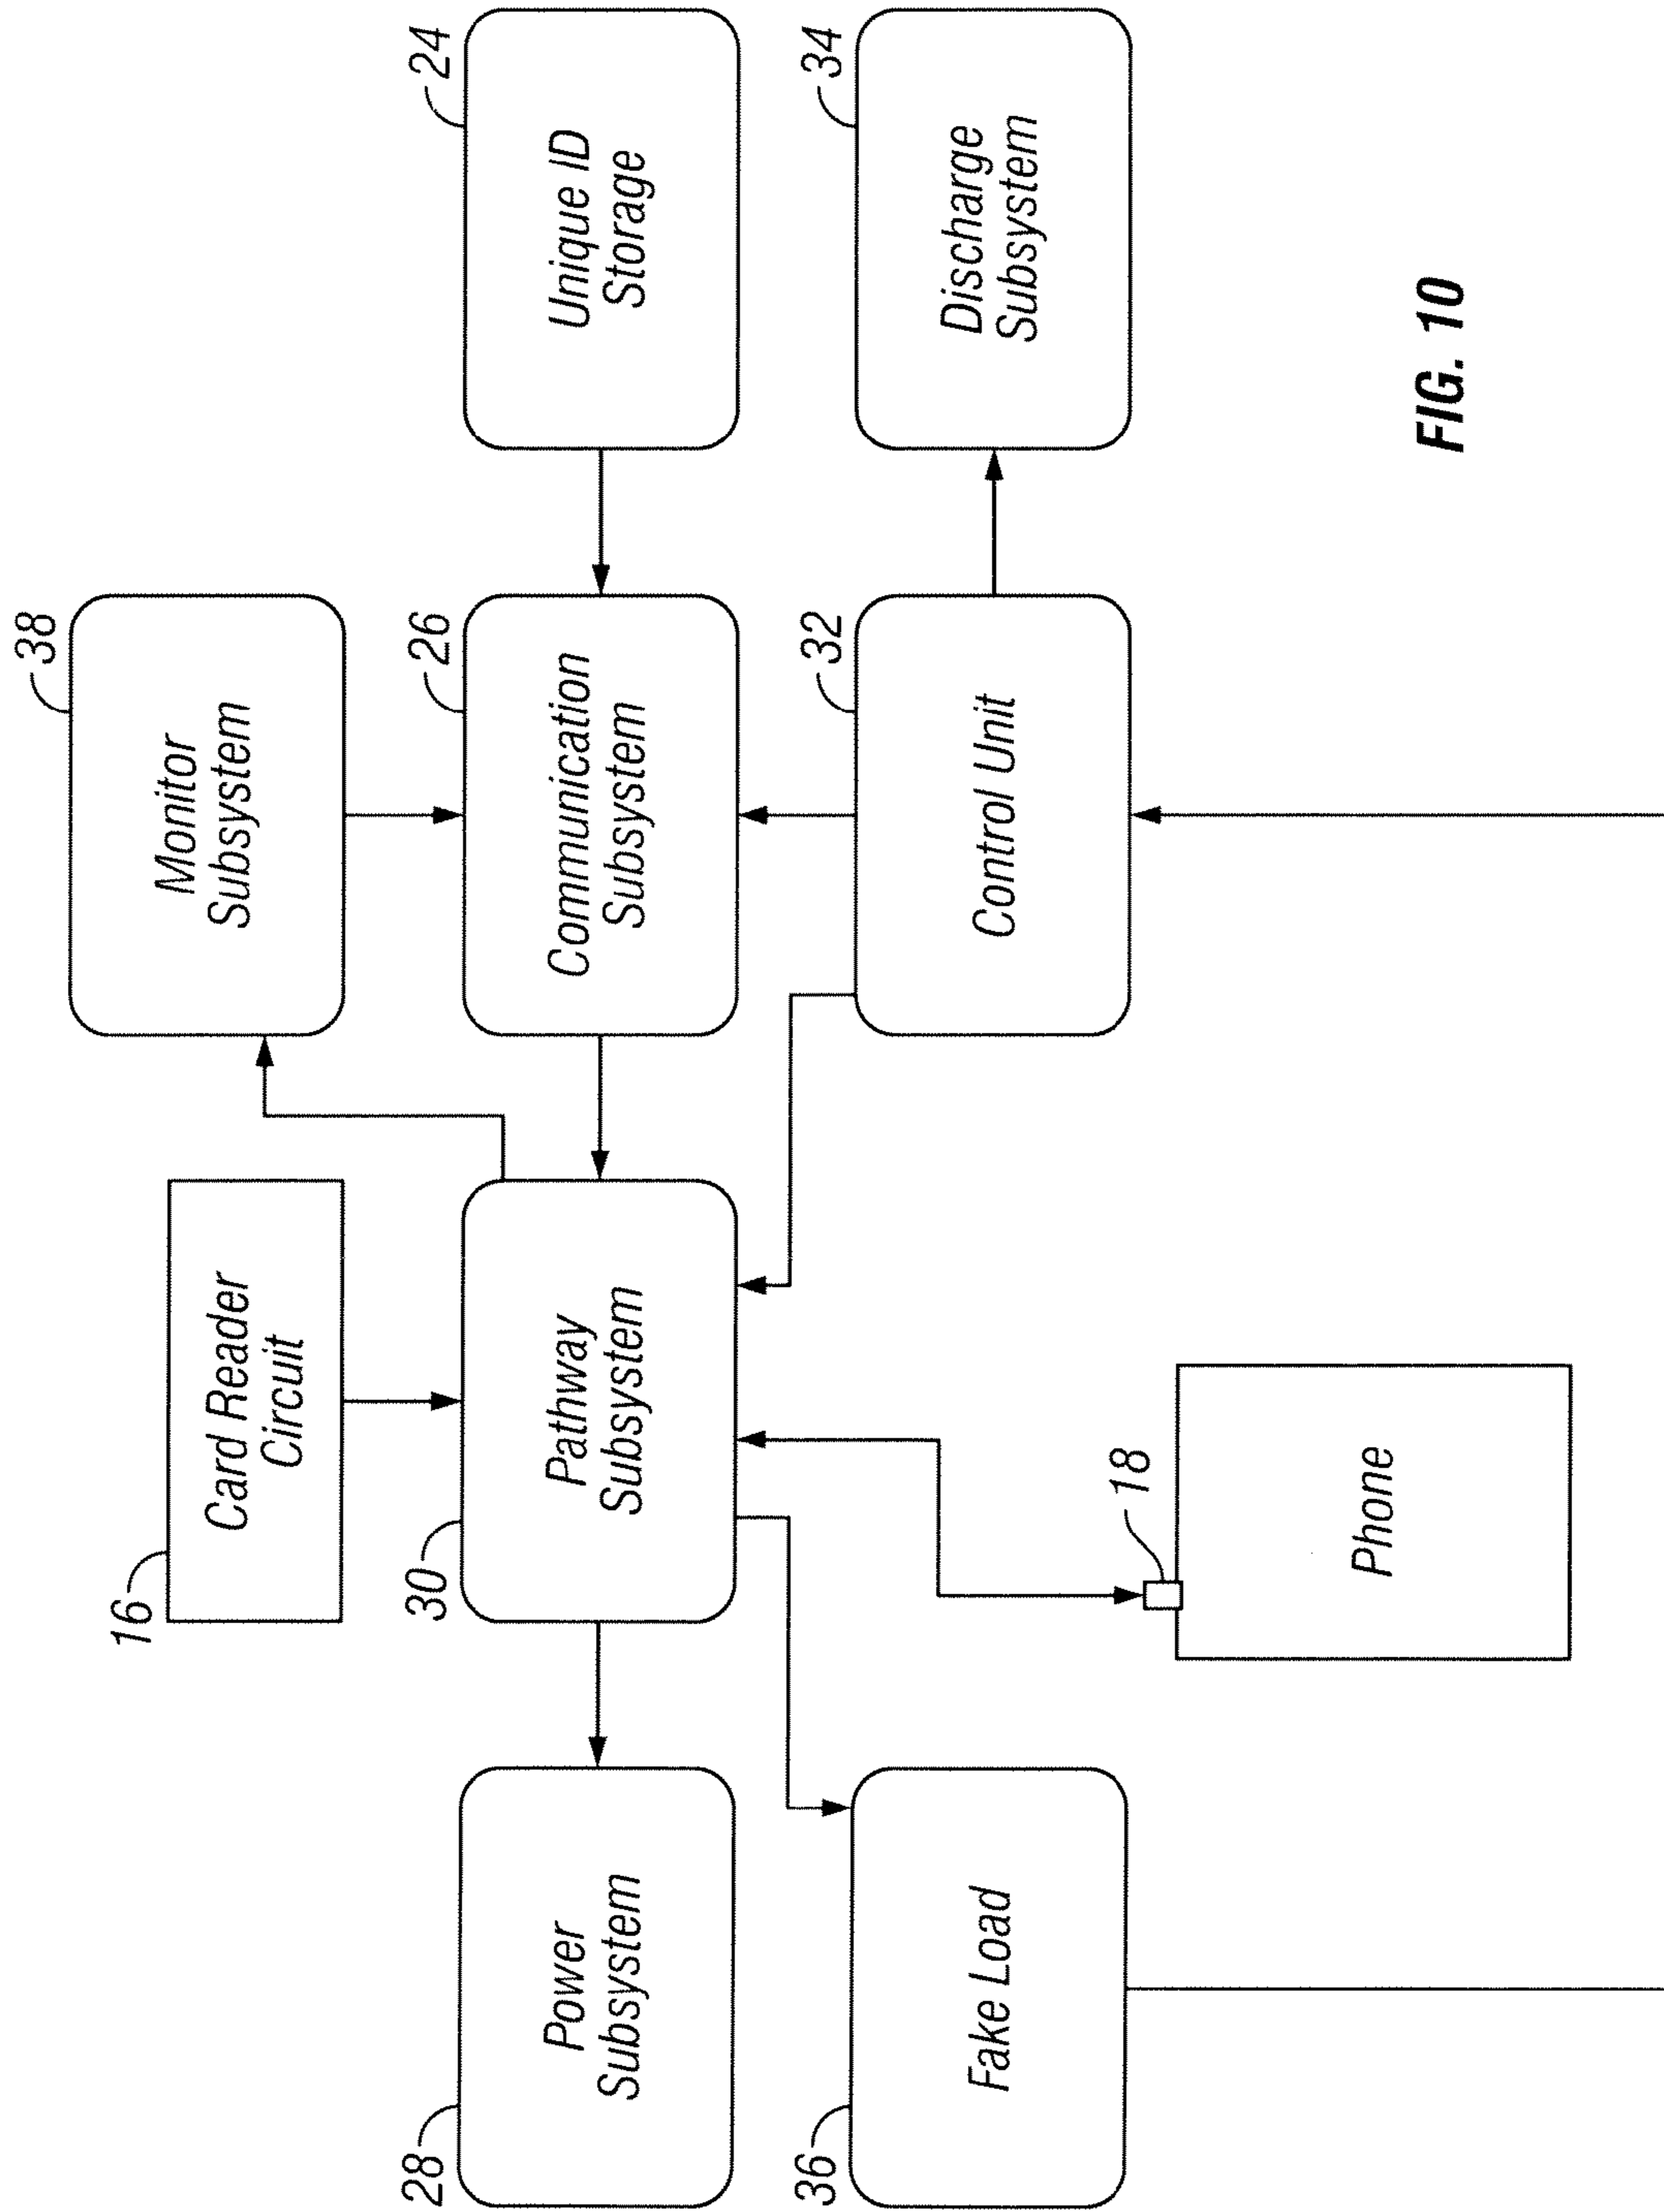 38
16
Card Reader
Circuit
Monitor
Subsystem
28
Power
Subsystem
30
Pathway
Subsystem
26
Communication
Subsystem
24
Unique ID
Storage
36
Fake Load
32
Control Unit
34
Discharge
Subsystem
18
Phone
FIG. 10